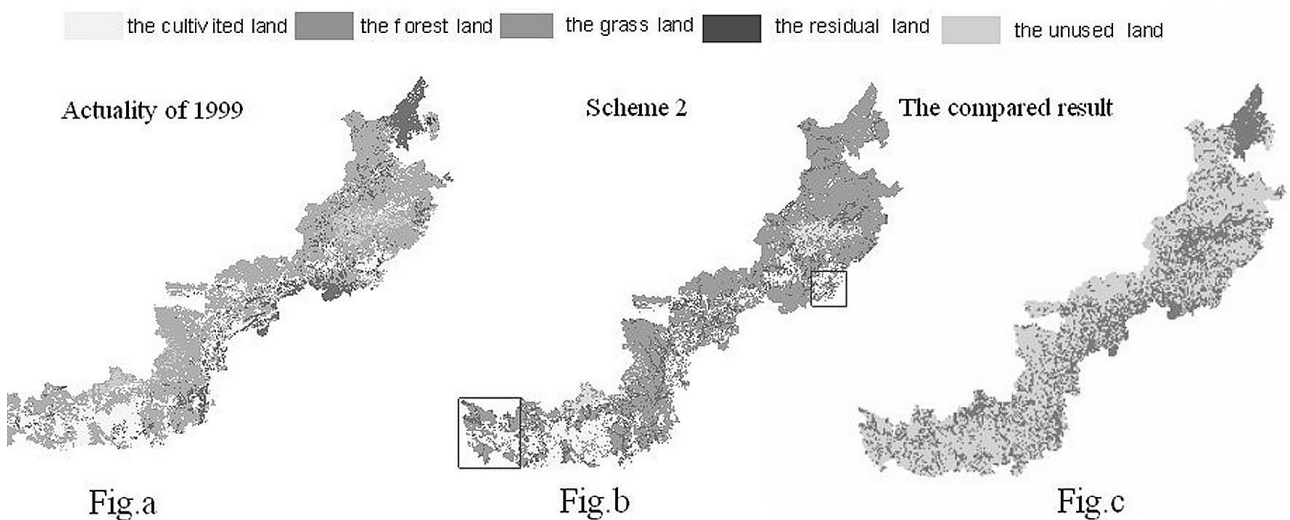 the cultivited land the forest land the grass land the residual land the unused land
Actuality of 1999 Scheme 2 The compared result
Fig.a Fig.b Fig.c